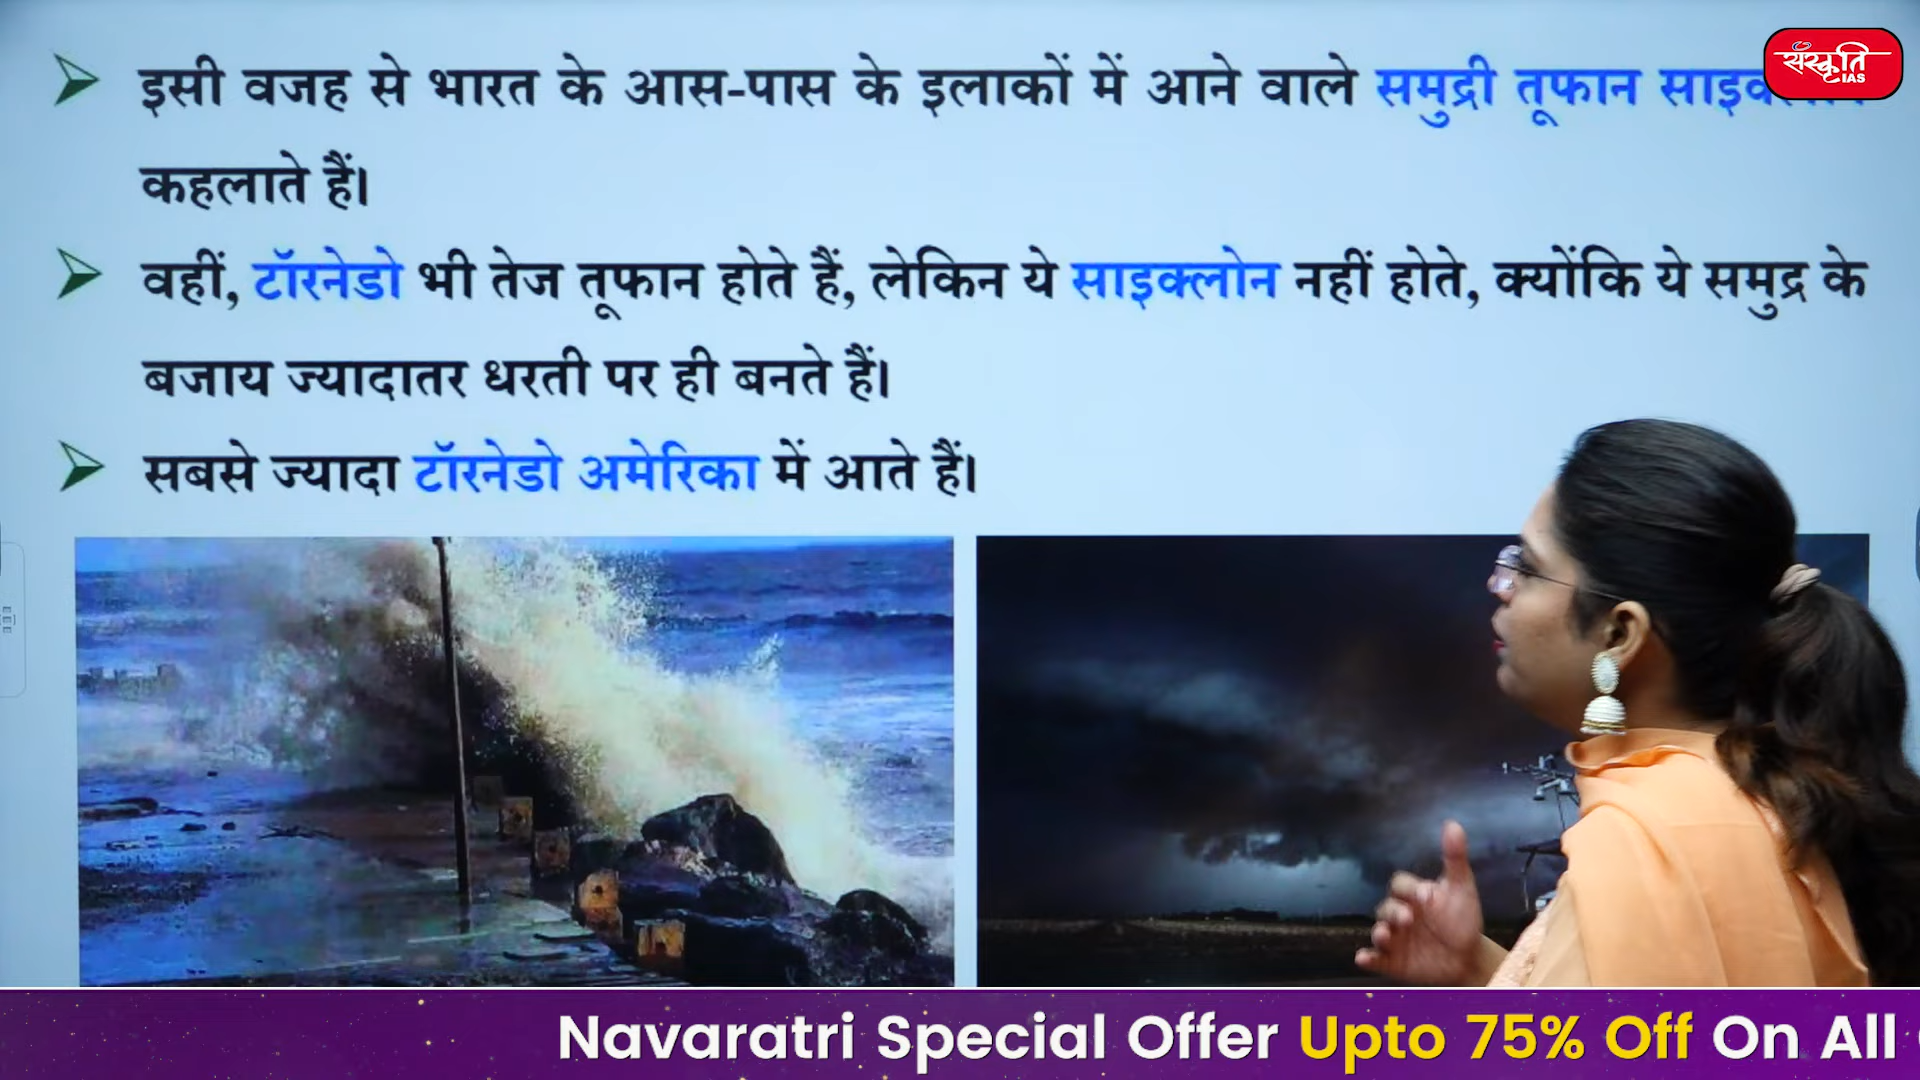 इसी वजह से भारत के आस-पास के इलाकों में आने वाले समुद्री तूफान
कहलाते हैं।
वहीं, टॉरनेडो भी तेज तूफान होते हैं, लेकिन ये साइक्लोन नहीं होते, क्योंकि ये समुद्र के
बजाय ज्यादातर धरती पर ही बनते हैं।
सबसे ज्यादा टॉरनेडो अमेरिका में आते हैं।
संस्कृति
IAS
Navaratri Special Offer Upto 75% Off On All